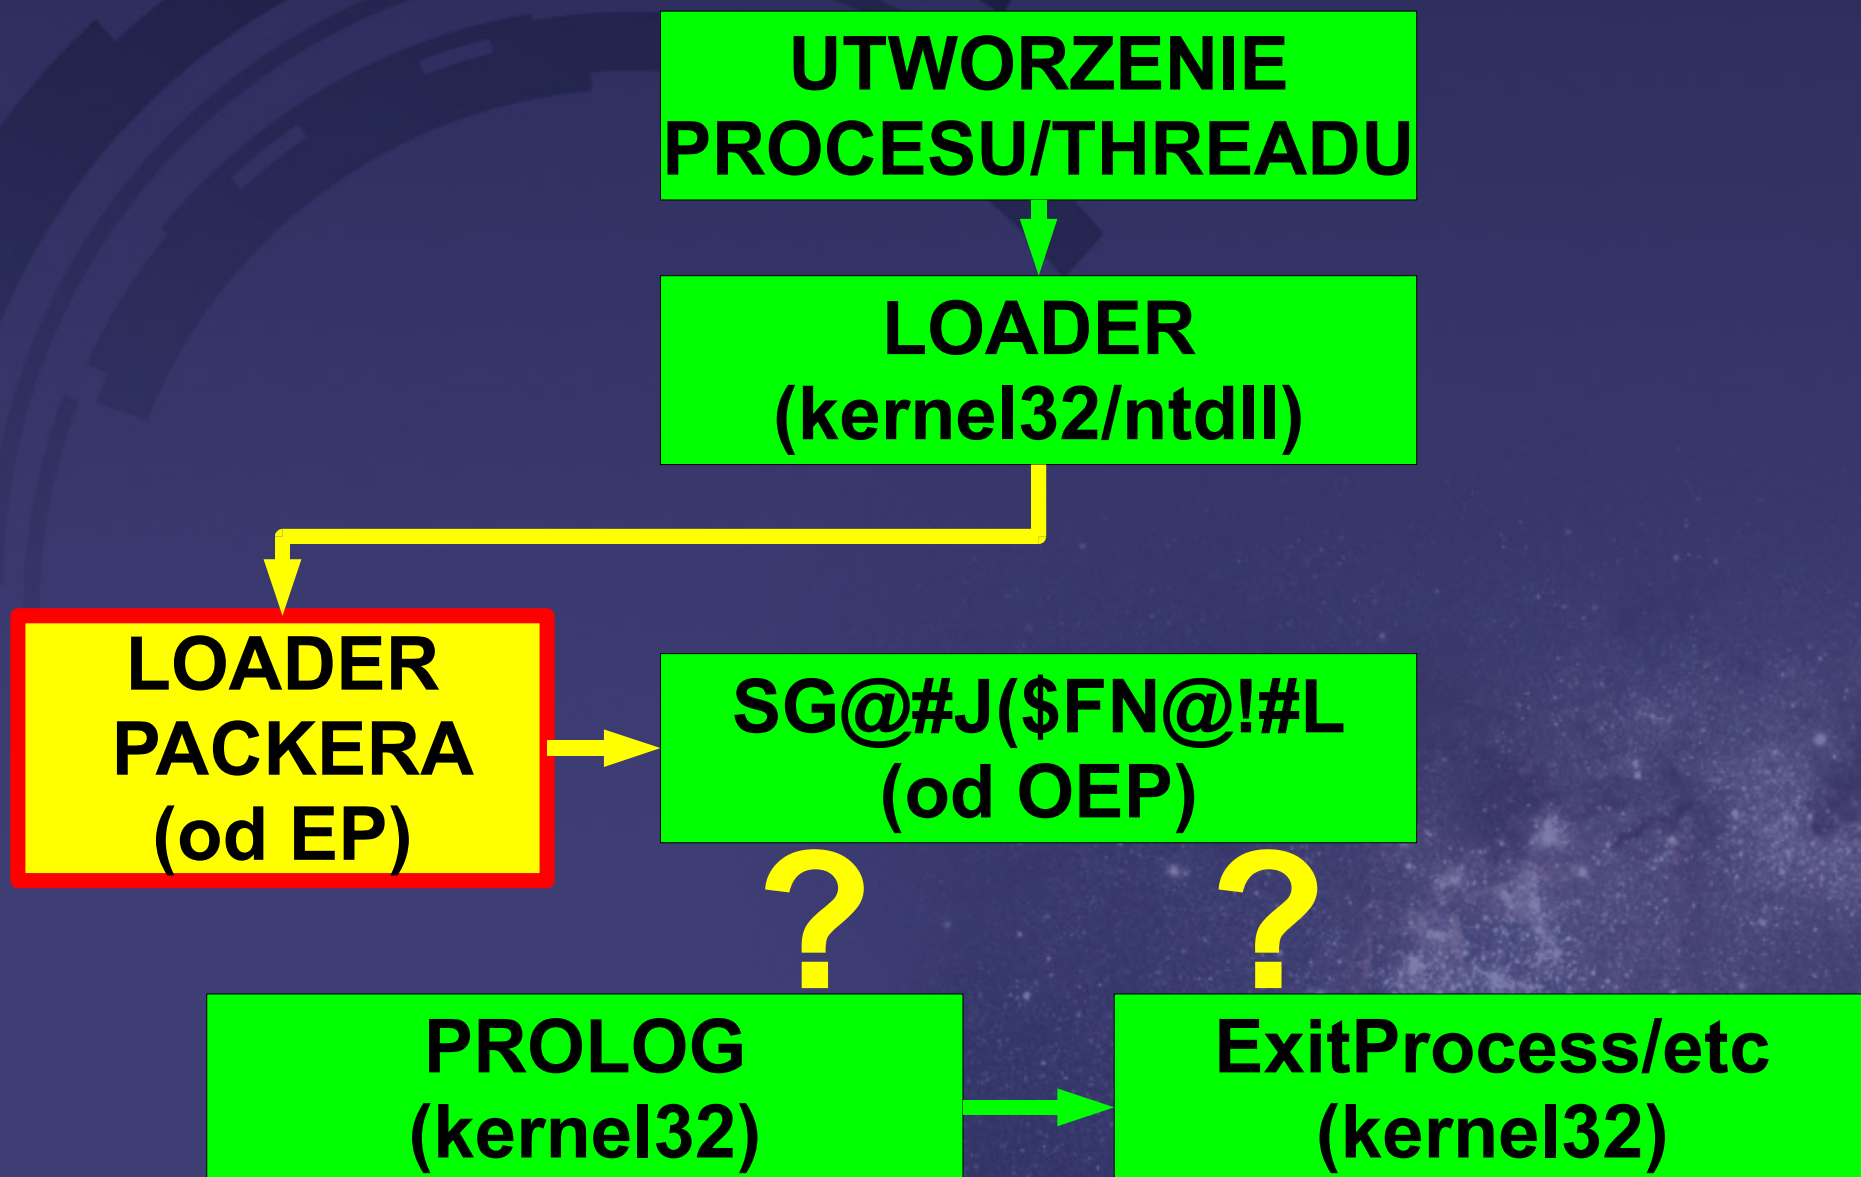 UTWORZENIE
PROCESU/THREADU
LOADER
(kernel32/ntdll)
LOADER
PACKERA
(od EP)
SG@#J($FN@!#L
(od OEP)
?
?
PROLOG
(kernel32)
ExitProcess/etc
(kernel32)